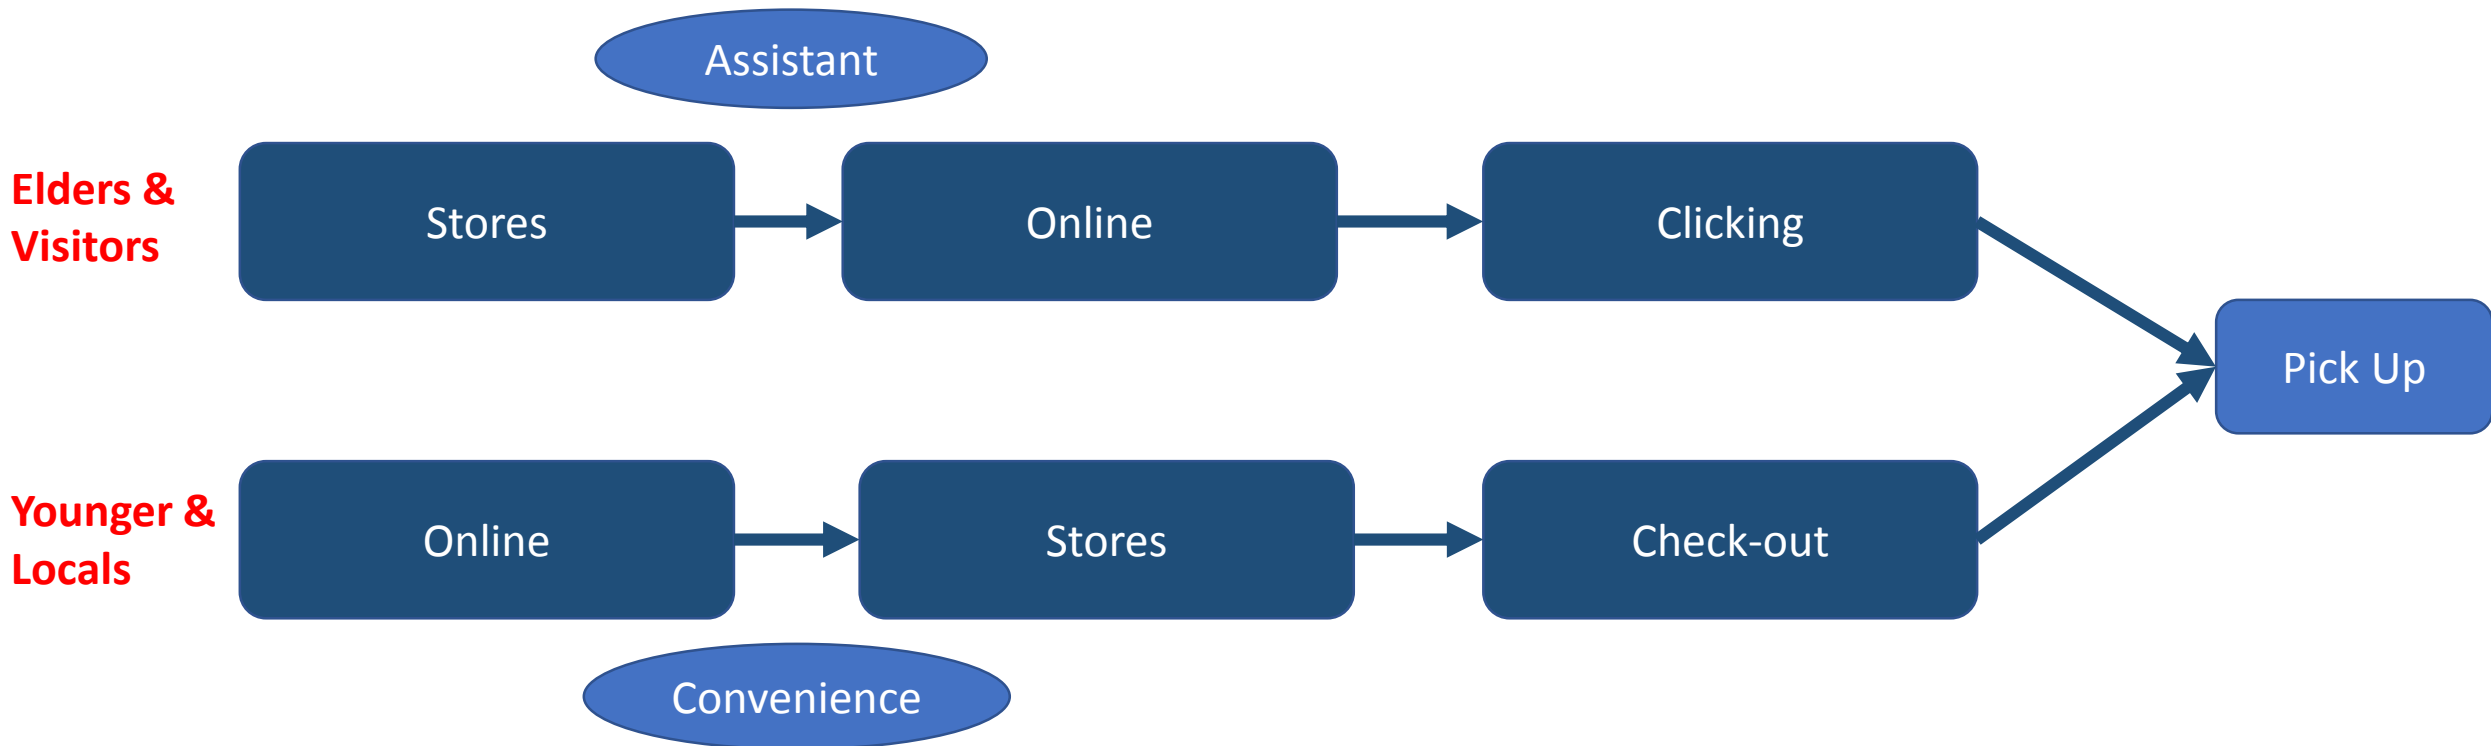 Assistant
Elders &
Visitors
Stores
Online
Clicking
Pick Up
Younger &
Locals
Online
Stores
Check-out
Convenience